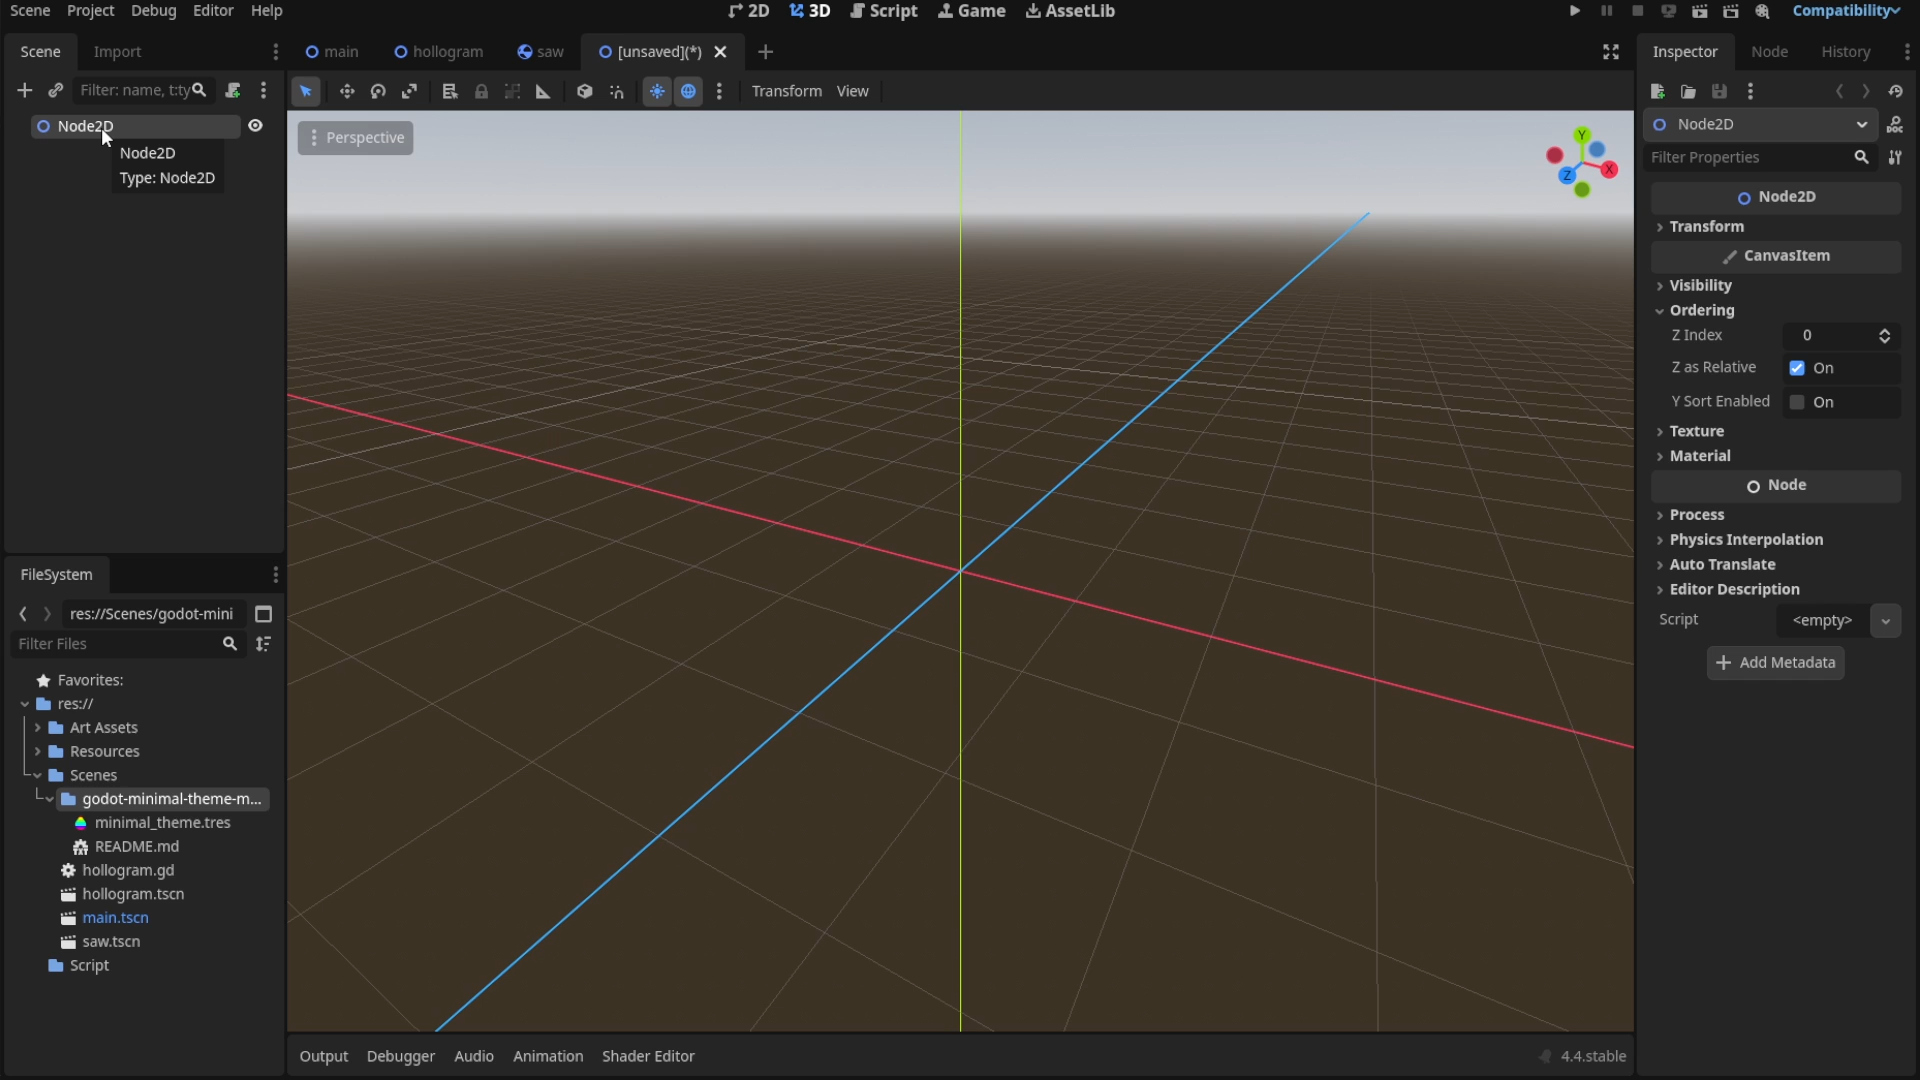 Scene Project Debug Editor Help
2D 3D Script Game AssetLib
Compatibility
Scene Import
Filter: name, t:ty
Node2D
Node2D
Type: Node2D
main hollogram saw [unsaved](*)
Transform View
Perspective
Y
X
Z
FileSystem
res://Scenes/godot-mini
Filter Files
Favorites:
res://
Art Assets
Resources
Scenes
godot-minimal-theme-m...
minimal_theme.tres
README.md
hollogram.gd
hollogram.tscn
main.tscn
saw.tscn
Script
Output Debugger Audio Animation Shader Editor
4.4.stable
Inspector Node History
Node2D
DOC
Filter Properties
Node2D
Transform
CanvasItem
Visibility
Ordering
Z Index 0
Z as Relative On
Y Sort Enabled On
Texture
Material
Node
Process
Physics Interpolation
Auto Translate
Editor Description
Script <empty>
Add Metadata